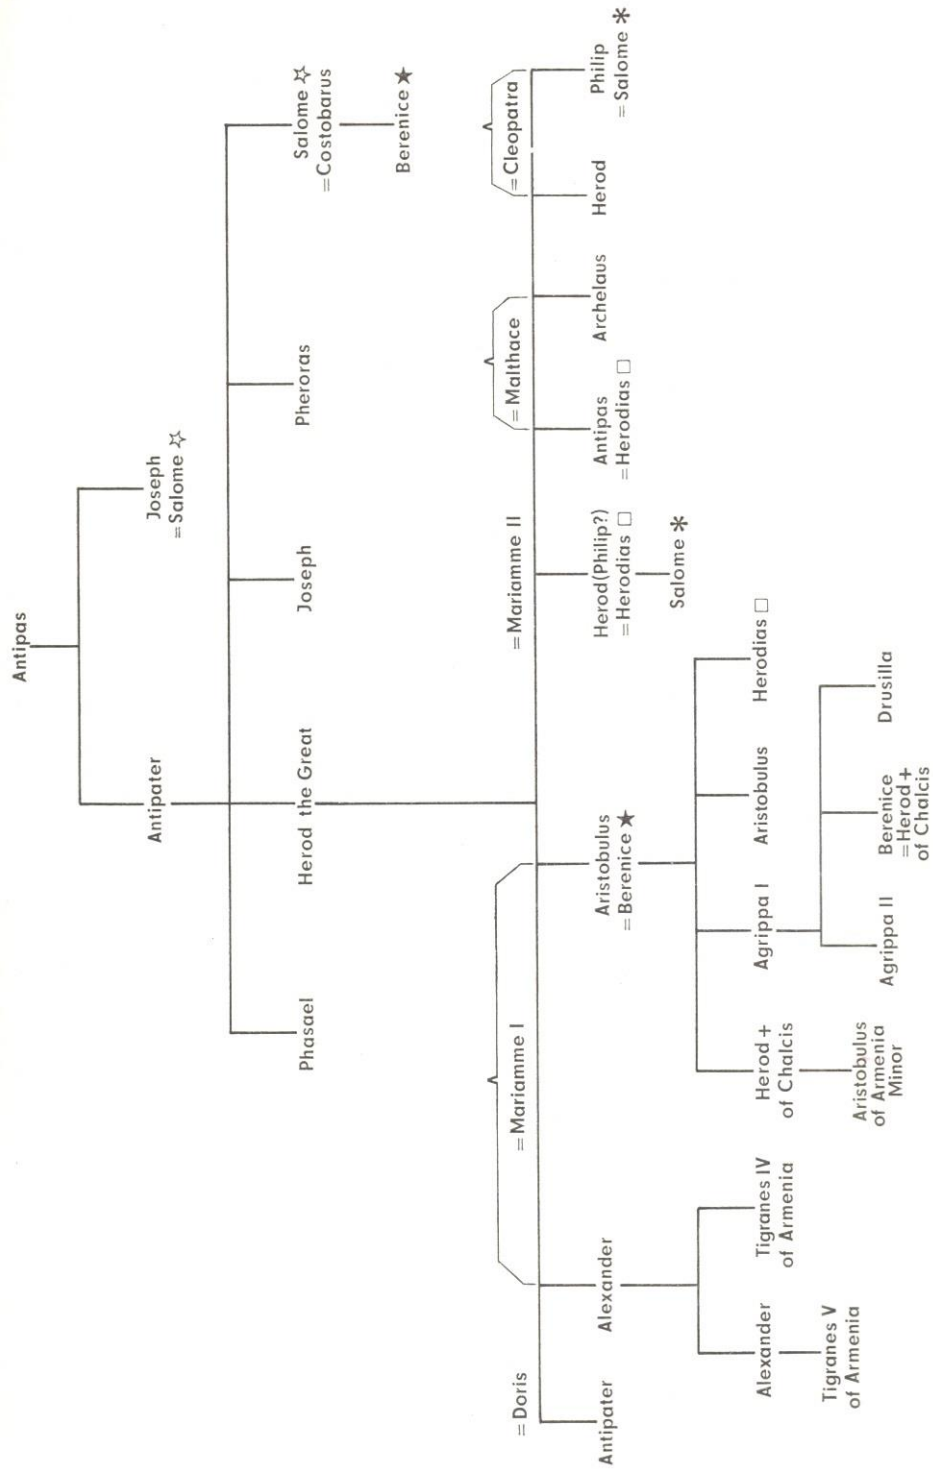 Antipas
Antipater
Joseph
= Salome ☆
Phasael
Herod the Great
Joseph
Pheroras
Salome ☆
= Costobarus
Berenice ★
= Doris
= Mariamme I
= Mariamme II
= Malthace
= Cleopatra
Antipater
Alexander
Aristobulus
= Berenice ★
Herod (Philip?)
= Herodias □
Antipas
= Herodias □
Archelaus
Herod
Philip
= Salome *
Salome *
Alexander
Tigranes IV
of Armenia
Herod +
of Chalcis
Agrippa I
Aristobulus
Herodias □
Tigranes V
of Armenia
Aristobulus
of Armenia
Minor
Agrippa II
Berenice
= Herod +
of Chalcis
Drusilla